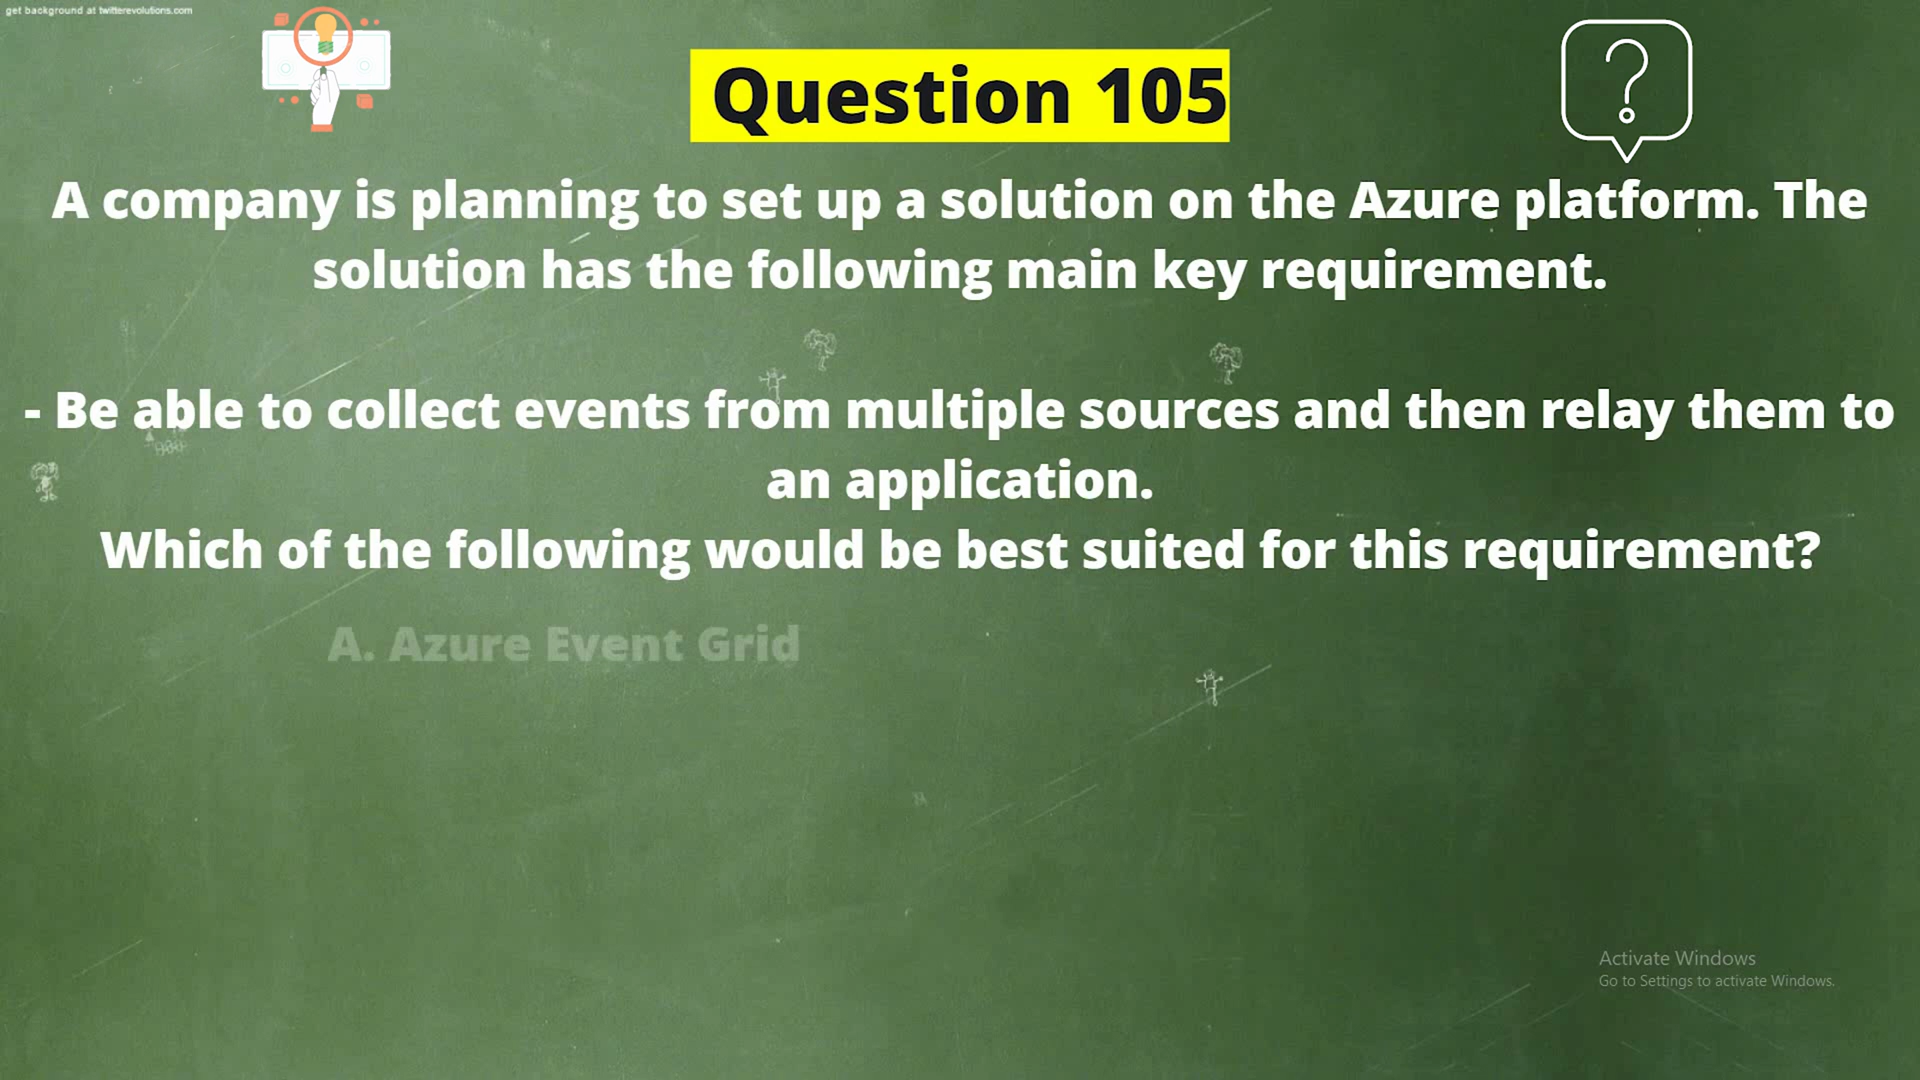 get background at twitterevolutions.com
Question 105
A company is planning to set up a solution on the Azure platform. The
solution has the following main key requirement.
- Be able to collect events from multiple sources and then relay them to
an application.
Which of the following would be best suited for this requirement?
A. Azure Event Grid
Activate Windows
Go to Settings to activate Windows.